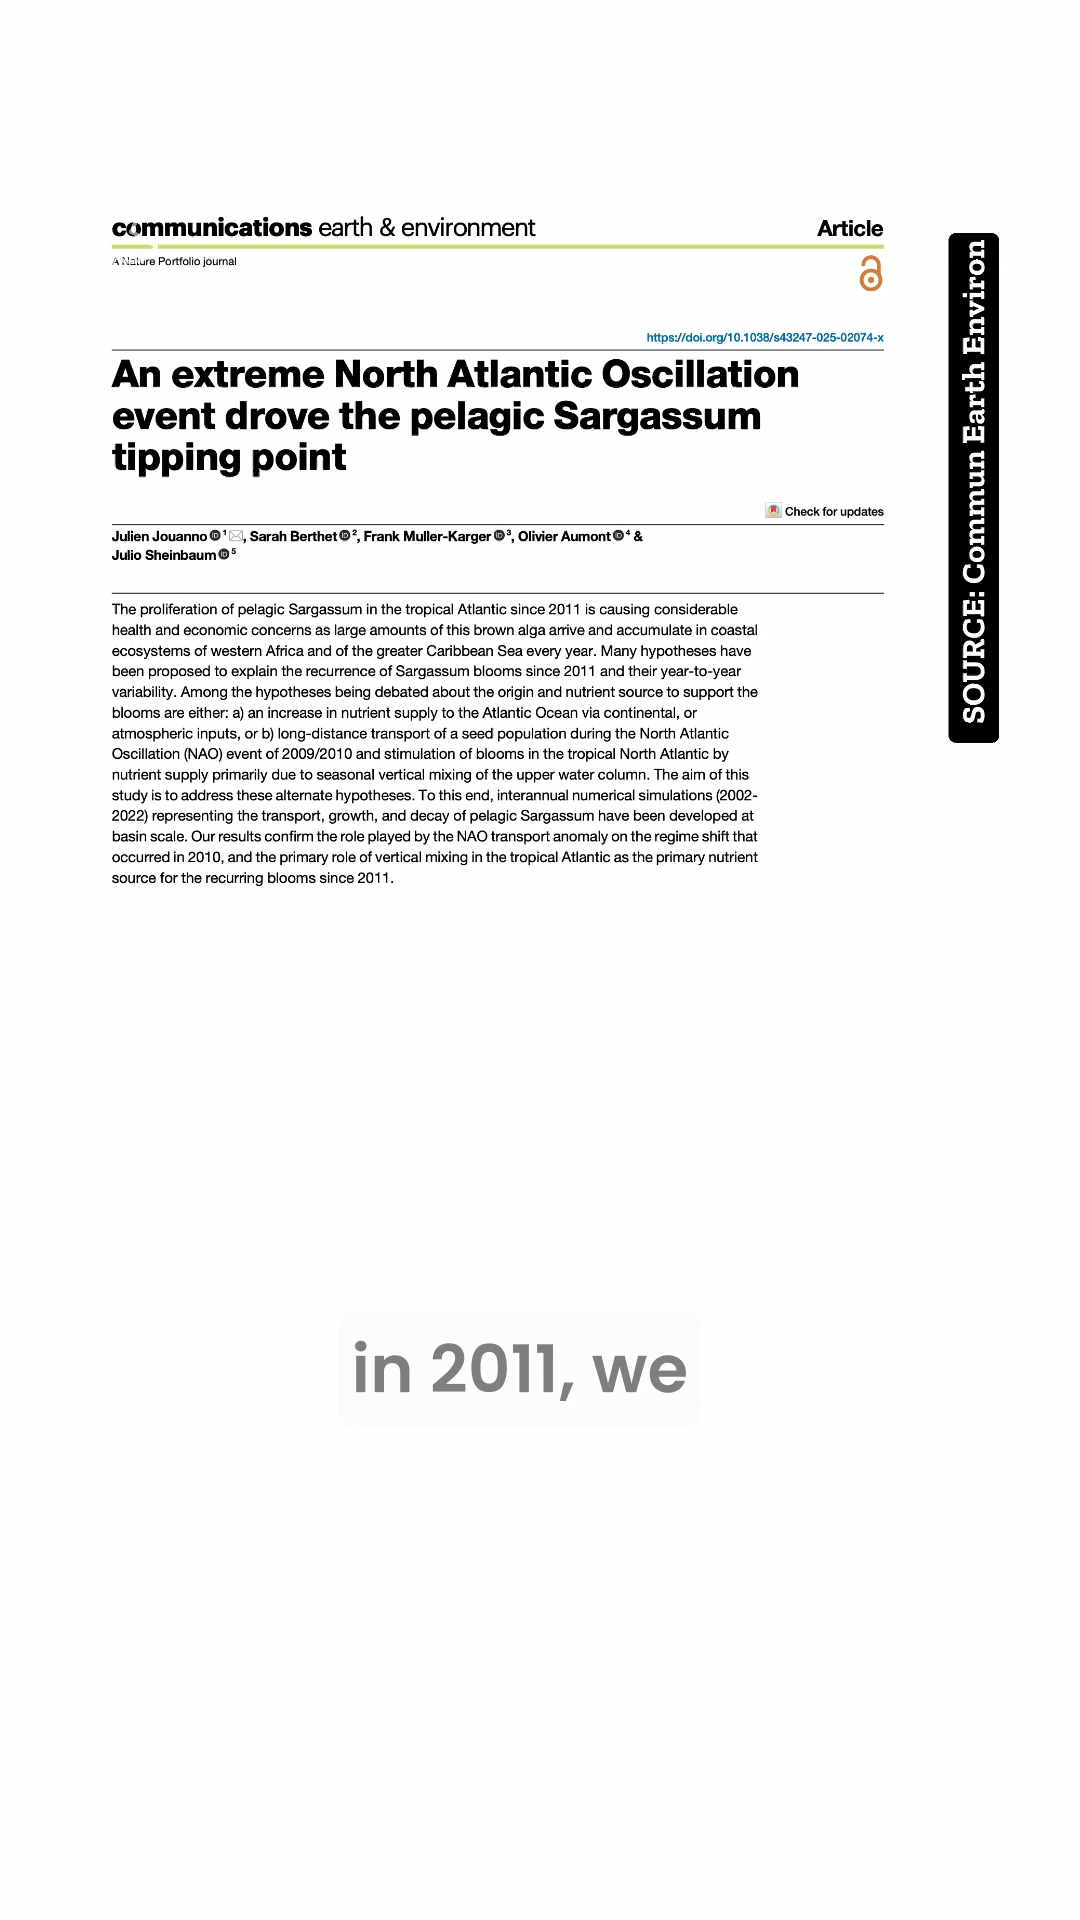 communications earth & environment
Article
A Nature Portfolio journal
https://doi.org/10.1038/s43247-025-02074-x
An extreme North Atlantic Oscillation
event drove the pelagic Sargassum
tipping point
Check for updates
Julien Jouanno 1, Sarah Berthet 2, Frank Muller-Karger 3, Olivier Aumont 4 &
Julio Sheinbaum 5
The proliferation of pelagic Sargassum in the tropical Atlantic since 2011 is causing considerable
health and economic concerns as large amounts of this brown alga arrive and accumulate in coastal
ecosystems of western Africa and of the greater Caribbean Sea every year. Many hypotheses have
been proposed to explain the recurrence of Sargassum blooms since 2011 and their year-to-year
variability. Among the hypotheses being debated about the origin and nutrient source to support the
blooms are either: a) an increase in nutrient supply to the Atlantic Ocean via continental, or
atmospheric inputs, or b) long-distance transport of a seed population during the North Atlantic
Oscillation (NAO) event of 2009/2010 and stimulation of blooms in the tropical North Atlantic by
nutrient supply primarily due to seasonal vertical mixing of the upper water column. The aim of this
study is to address these alternate hypotheses. To this end, interannual numerical simulations (2002-
2022) representing the transport, growth, and decay of pelagic Sargassum have been developed at
basin scale. Our results confirm the role played by the NAO transport anomaly on the regime shift that
occurred in 2010, and the primary role of vertical mixing in the tropical Atlantic as the primary nutrient
source for the recurring blooms since 2011.
SOURCE: Commun Earth Environ
in 2011, we